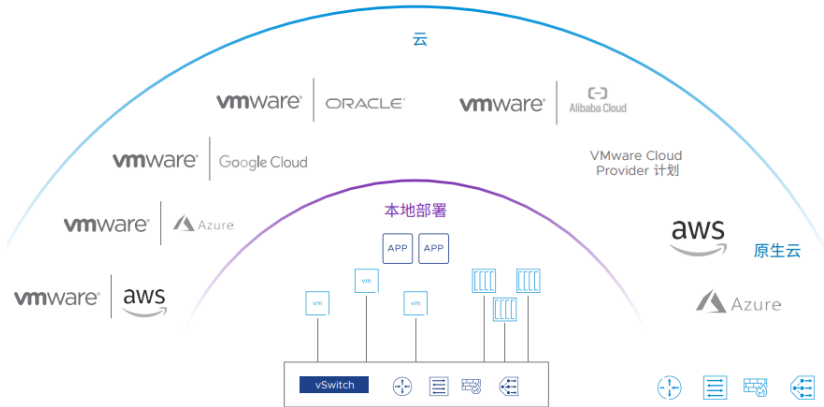 云
vmware® ORACLE®
vmware® Alibaba Cloud
vmware® Google Cloud
VMware Cloud
Provider 计划
本地部署
vmware® Azure
aws
原生云
APP APP
vmware® aws
vm
vm
vm
Azure
vSwitch